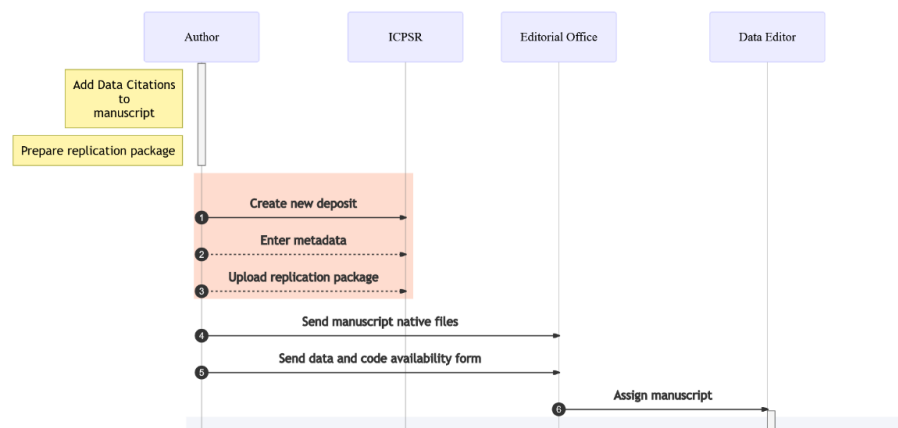 Author
ICPSR
Editorial Office
Data Editor
Add Data Citations
to
manuscript
Prepare replication package
Create new deposit
1
Enter metadata
2
Upload replication package
3
Send manuscript native files
4
Send data and code availability form
5
Assign manuscript
6